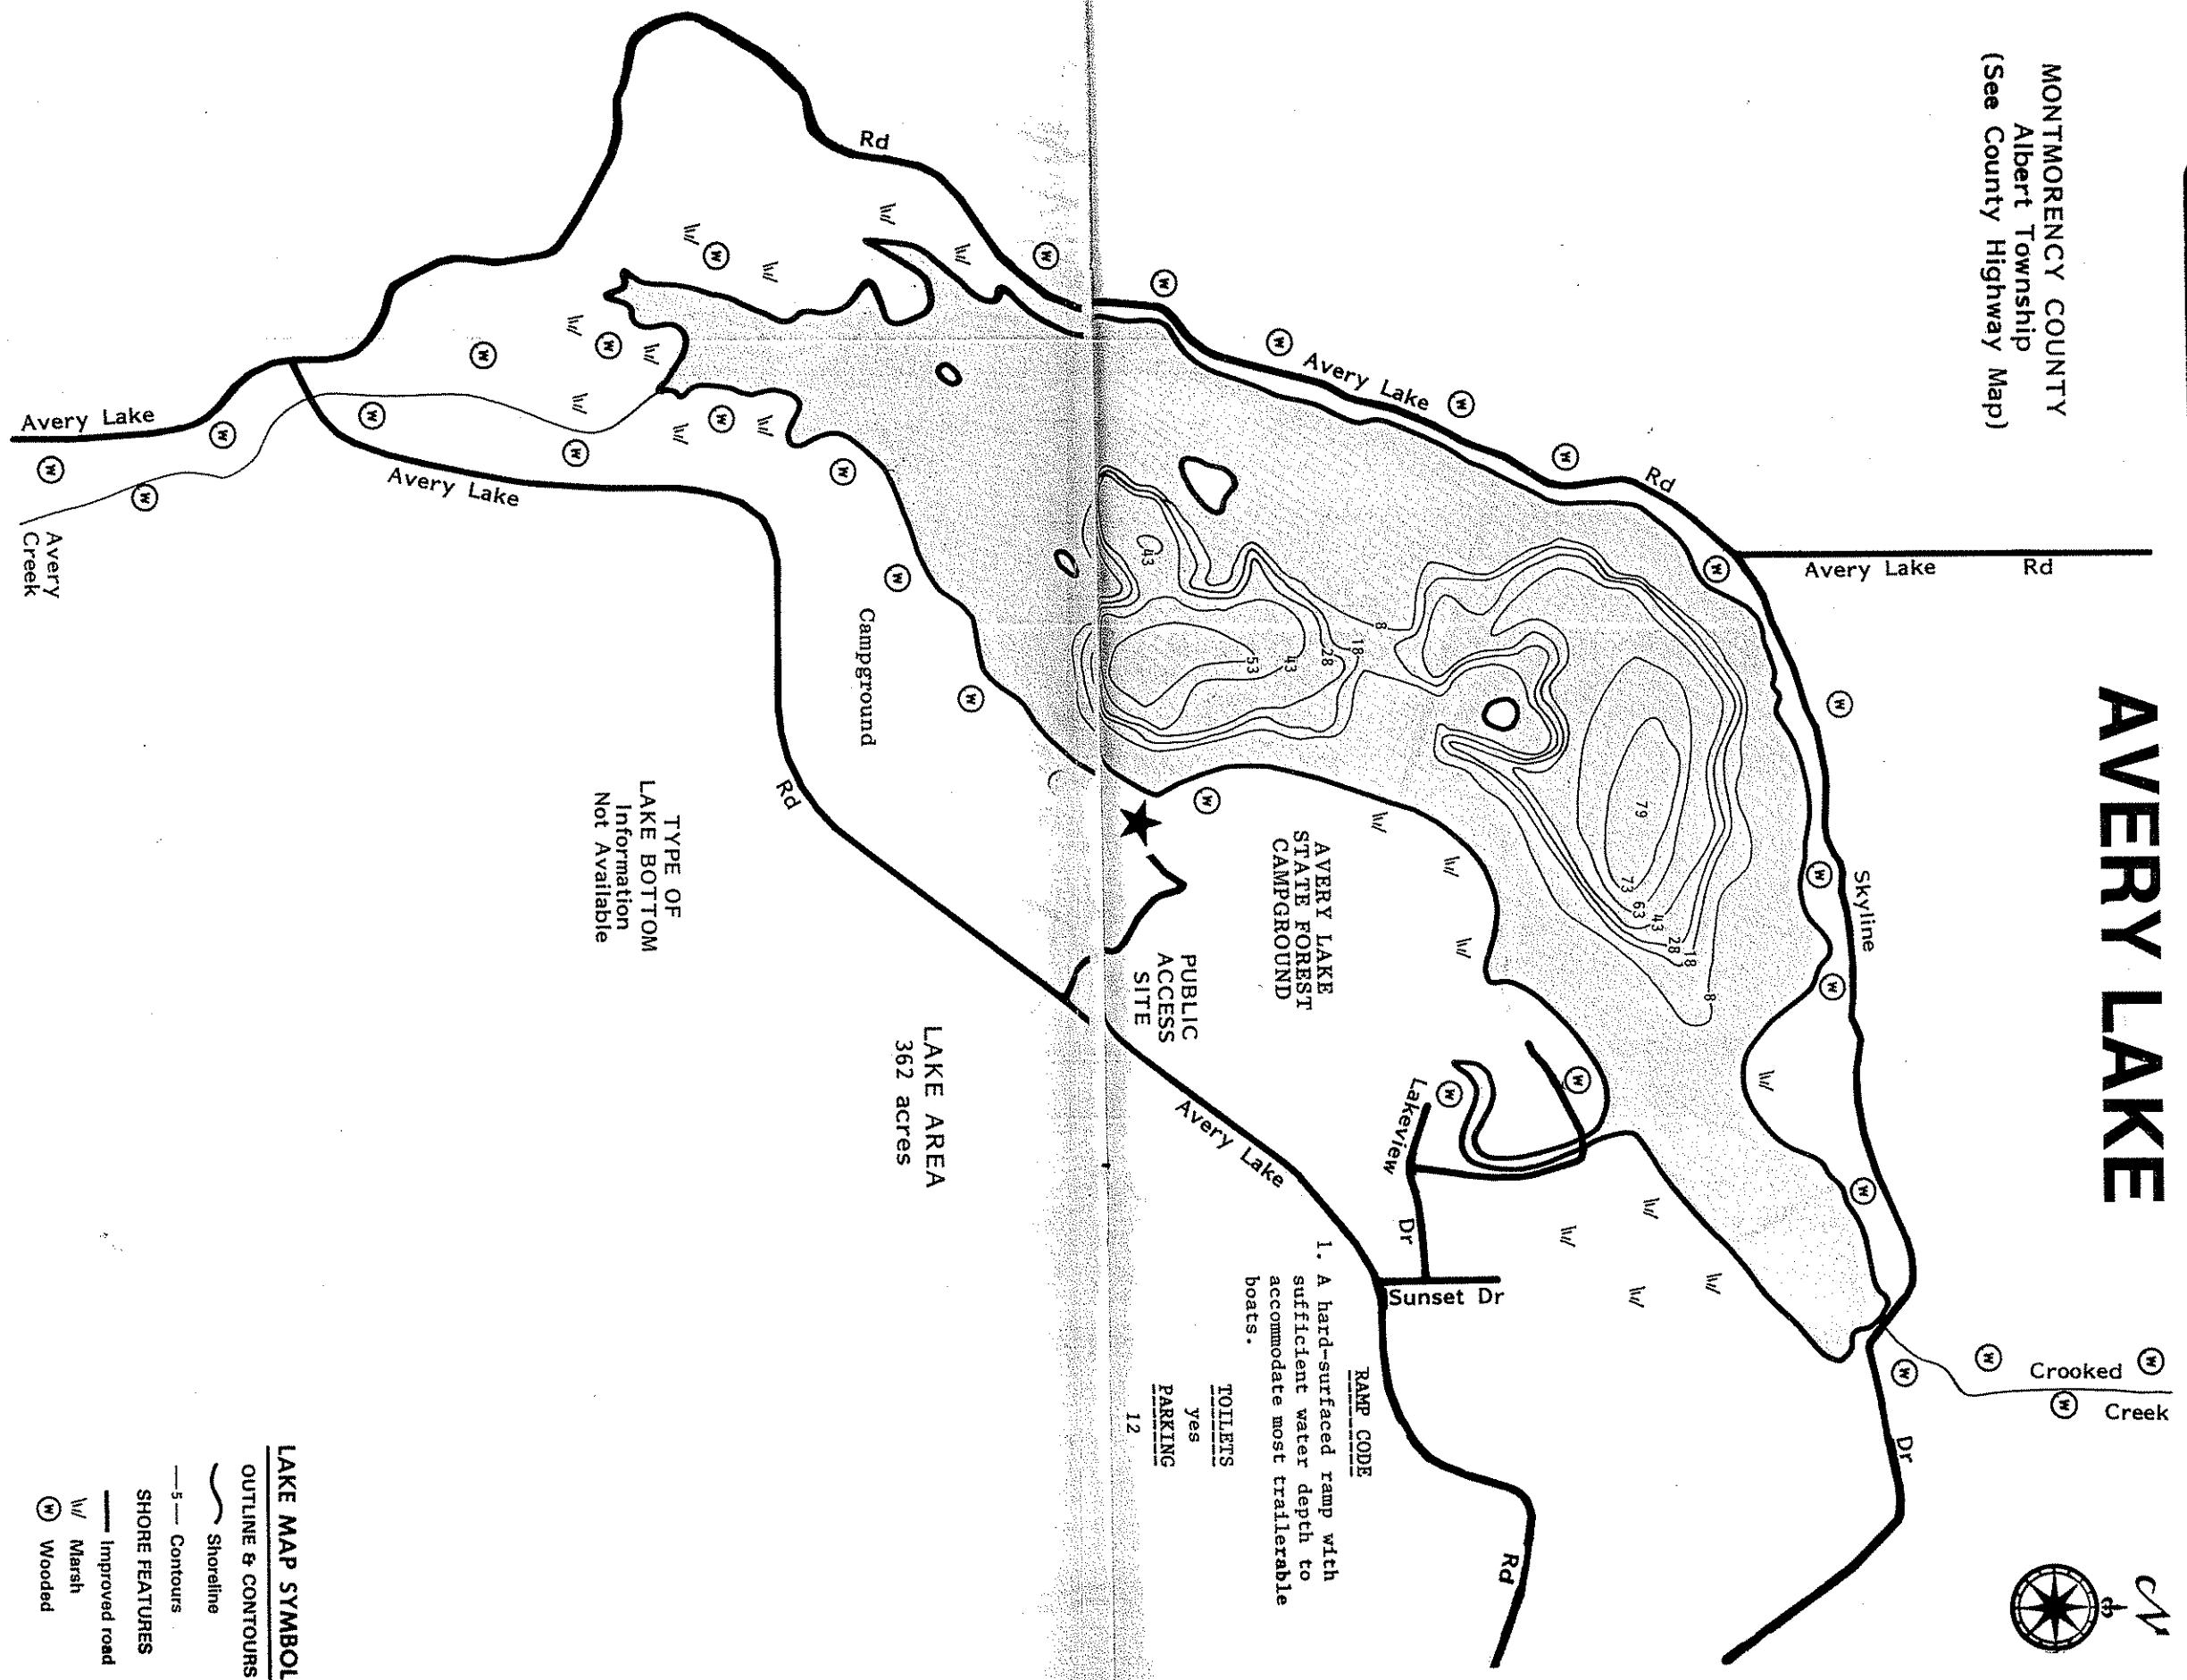 AVERY LAKE
MONTMORENCY COUNTY
Albert Township
(See County Highway Map)
N
Rd
Avery Lake
Rd
Avery Lake Rd
Skyline
Dr
Crooked
Creek
8
18
28
43
53
43
79
73
63
43
28
18
8
AVERY LAKE
STATE FOREST
CAMPGROUND
PUBLIC
ACCESS
SITE
Campground
Lakeview
Dr
Sunset Dr
Avery Lake
Rd
Rd
Avery Lake
Avery Lake
Avery
Creek
RAMP CODE
1. A hard-surfaced ramp with
sufficient water depth to
accommodate most trailerable
boats.
TOILETS
yes
PARKING
12
LAKE AREA
362 acres
TYPE OF
LAKE BOTTOM
Information
Not Available
LAKE MAP SYMBOL
OUTLINE & CONTOURS
Shoreline
5 Contours
SHORE FEATURES
Improved road
Marsh
W Wooded